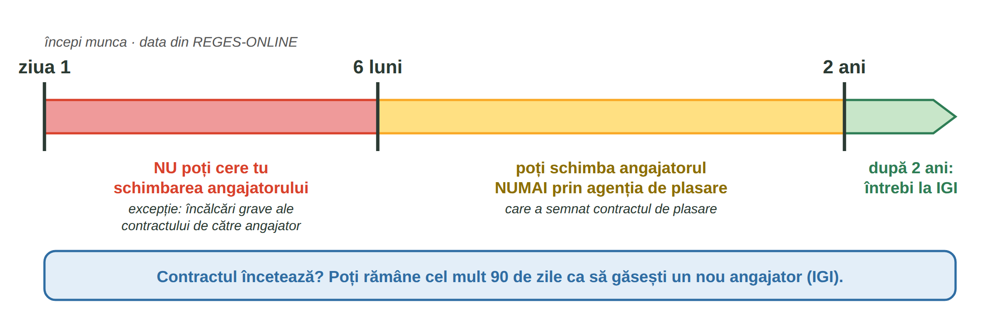 începi munca · data din REGES-ONLINE
ziua 1
6 luni
2 ani
NU poți cere tu
schimbarea angajatorului
excepție: încălcări grave ale
contractului de către angajator
poți schimba angajatorul
NUMAI prin agenția de plasare
care a semnat contractul de plasare
după 2 ani:
întrebi la IGI
Contractul încetează? Poți rămâne cel mult 90 de zile ca să găsești un nou angajator (IGI).